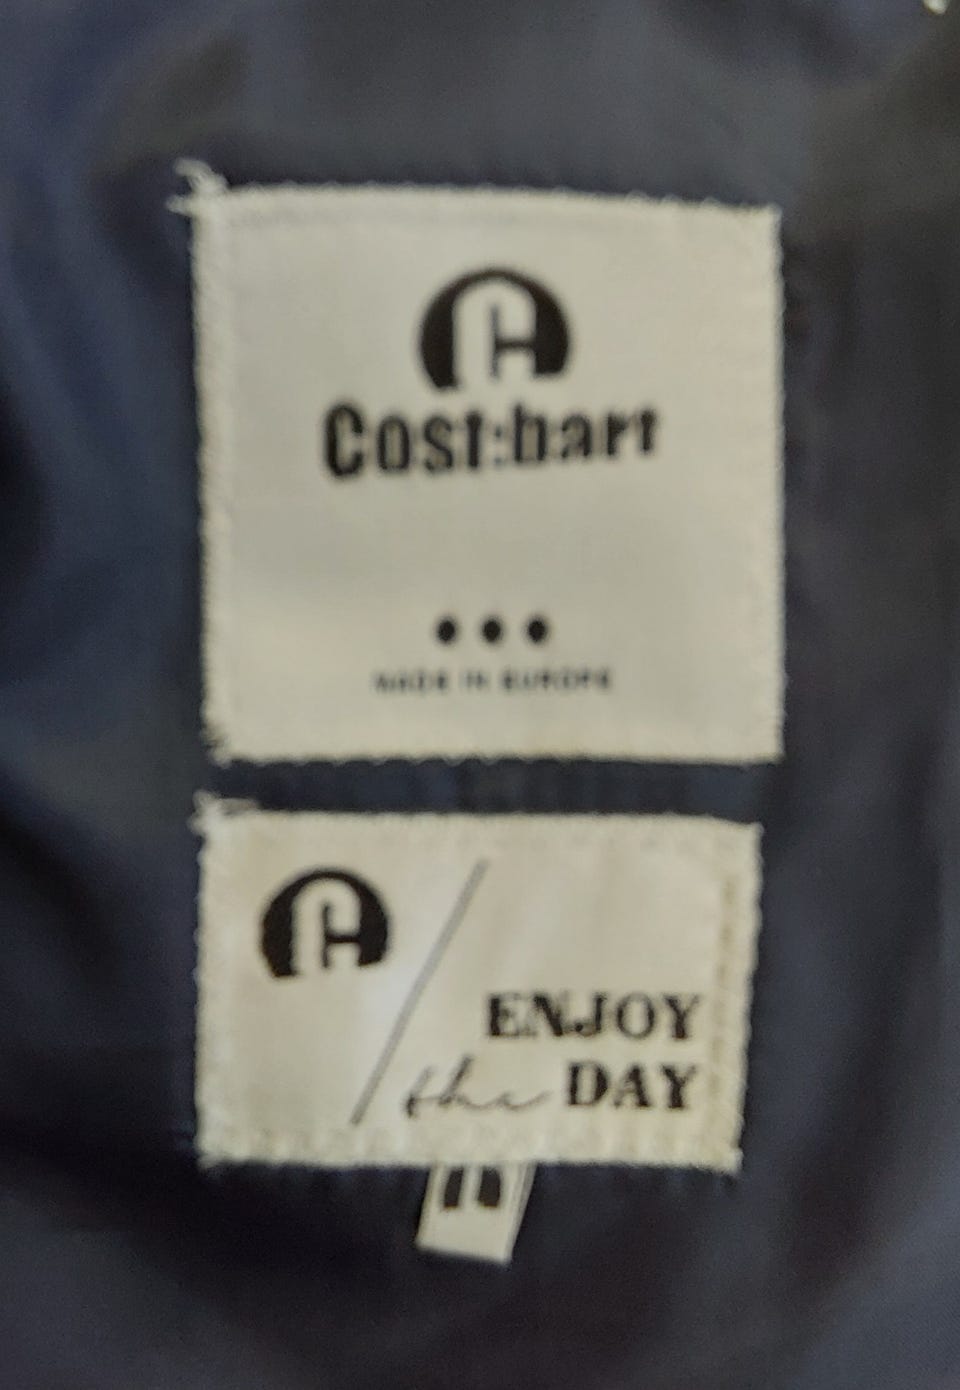 Cost:bart
MADE IN EUROPE
ENJOY
the DAY